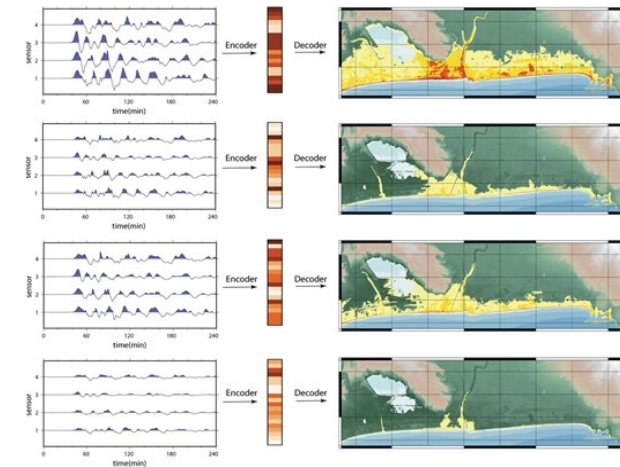 4
3
2
1
sensor
0 60 120 180 240
time(min)
Encoder
Decoder
4
3
2
1
sensor
0 60 120 180 240
time(min)
Encoder
Decoder
4
3
2
1
sensor
0 60 120 180 240
time(min)
Encoder
Decoder
4
3
2
1
sensor
0 60 120 180 240
time(min)
Encoder
Decoder